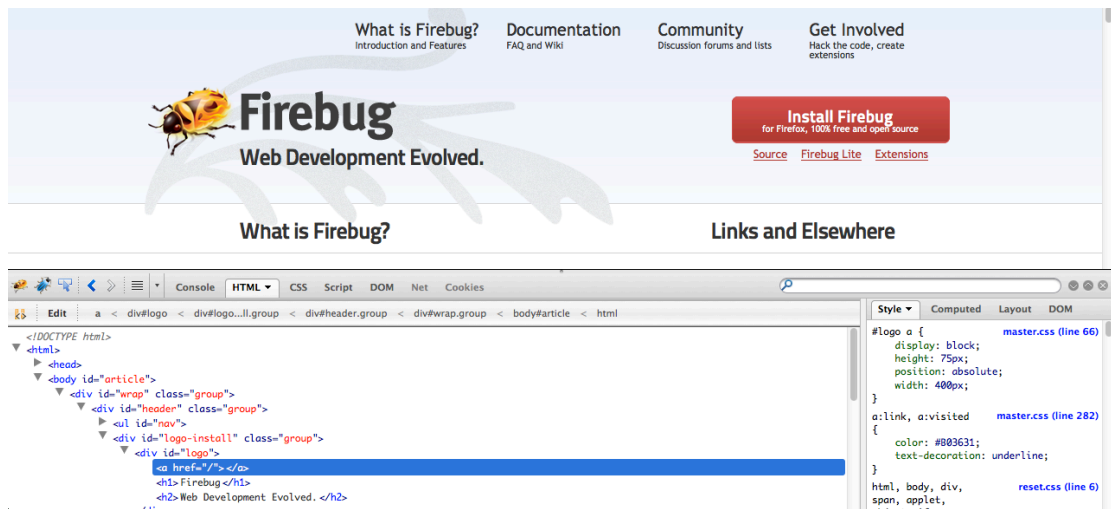 What is Firebug?
Introduction and Features
Documentation
FAQ and Wiki
Community
Discussion forums and lists
Get Involved
Hack the code, create
extensions
Firebug
Web Development Evolved.
Install Firebug
for Firefox, 100% free and open source
Source Firebug Lite Extensions
What is Firebug? Links and Elsewhere
Console HTML CSS Script DOM Net Cookies
Edit a < div#logo < div#logo...ll.group < div#header.group < div#wrap.group < body#article < html
<!DOCTYPE html>
<html>
<head>
<body id="article">
<div id="wrap" class="group">
<div id="header" class="group">
<ul id="nav">
<div id="logo-install" class="group">
<div id="logo">
<a href="/"></a>
<h1>Firebug</h1>
<h2>Web Development Evolved.</h2>
Style Computed Layout DOM
#logo a { master.css (line 66)
display: block;
height: 75px;
position: absolute;
width: 400px;
}
a:link, a:visited master.css (line 282)
{
color: #B03631;
text-decoration: underline;
}
html, body, div, reset.css (line 6)
span, applet,